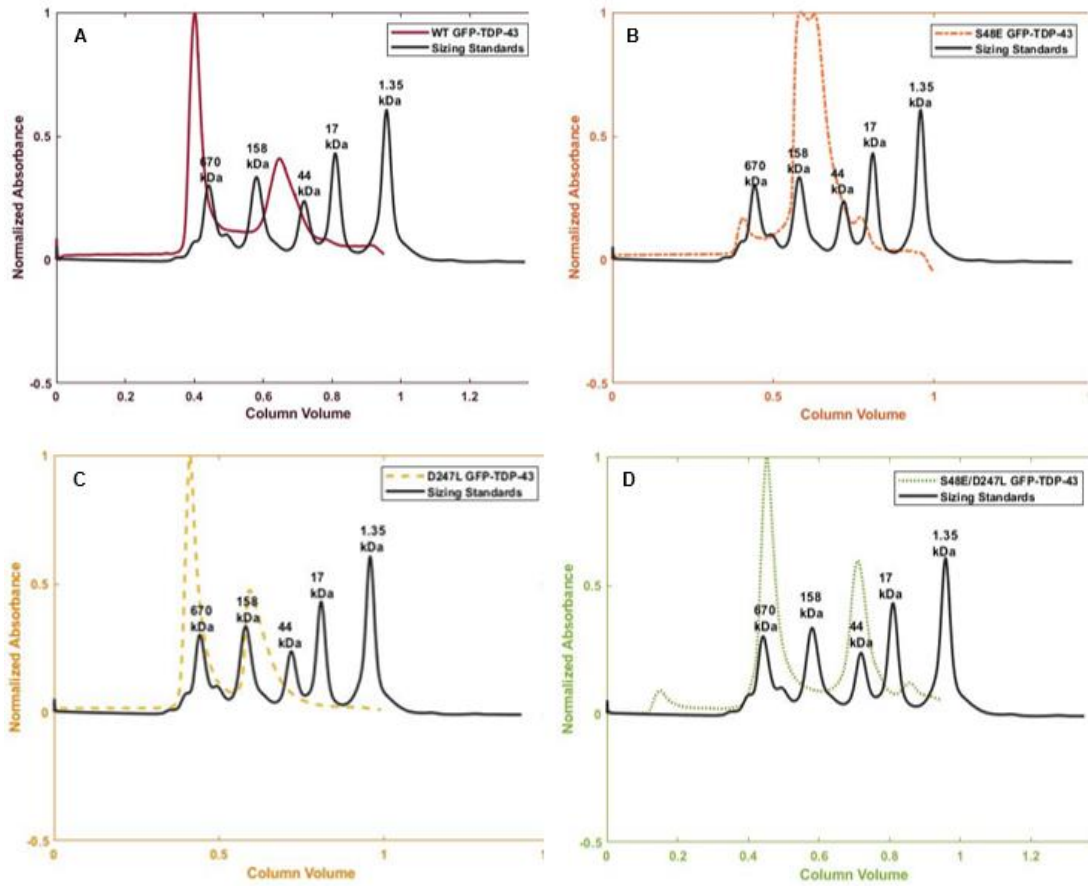 A
WT GFP-TDP-43
Sizing Standards
1
0.5
0
-0.5
Normalized Absorbance
670
kDa
158
kDa
44
kDa
17
kDa
1.35
kDa
0
0.2
0.4
0.6
0.8
1
1.2
Column Volume
B
S48E GFP-TDP-43
Sizing Standards
1
0.5
0
-0.5
Normalized Absorbance
670
kDa
158
kDa
44
kDa
17
kDa
1.35
kDa
0
0.5
1
Column Volume
C
D247L GFP-TDP-43
Sizing Standards
1
0.5
0
-0.5
Normalized Absorbance
670
kDa
158
kDa
44
kDa
17
kDa
1.35
kDa
0
0.5
1
Column Volume
D
S48E/D247L GFP-TDP-43
Sizing Standards
1
0.5
0
-0.5
Normalized Absorbance
670
kDa
158
kDa
44
kDa
17
kDa
1.35
kDa
0
0.2
0.4
0.6
0.8
1
1.2
Column Volume